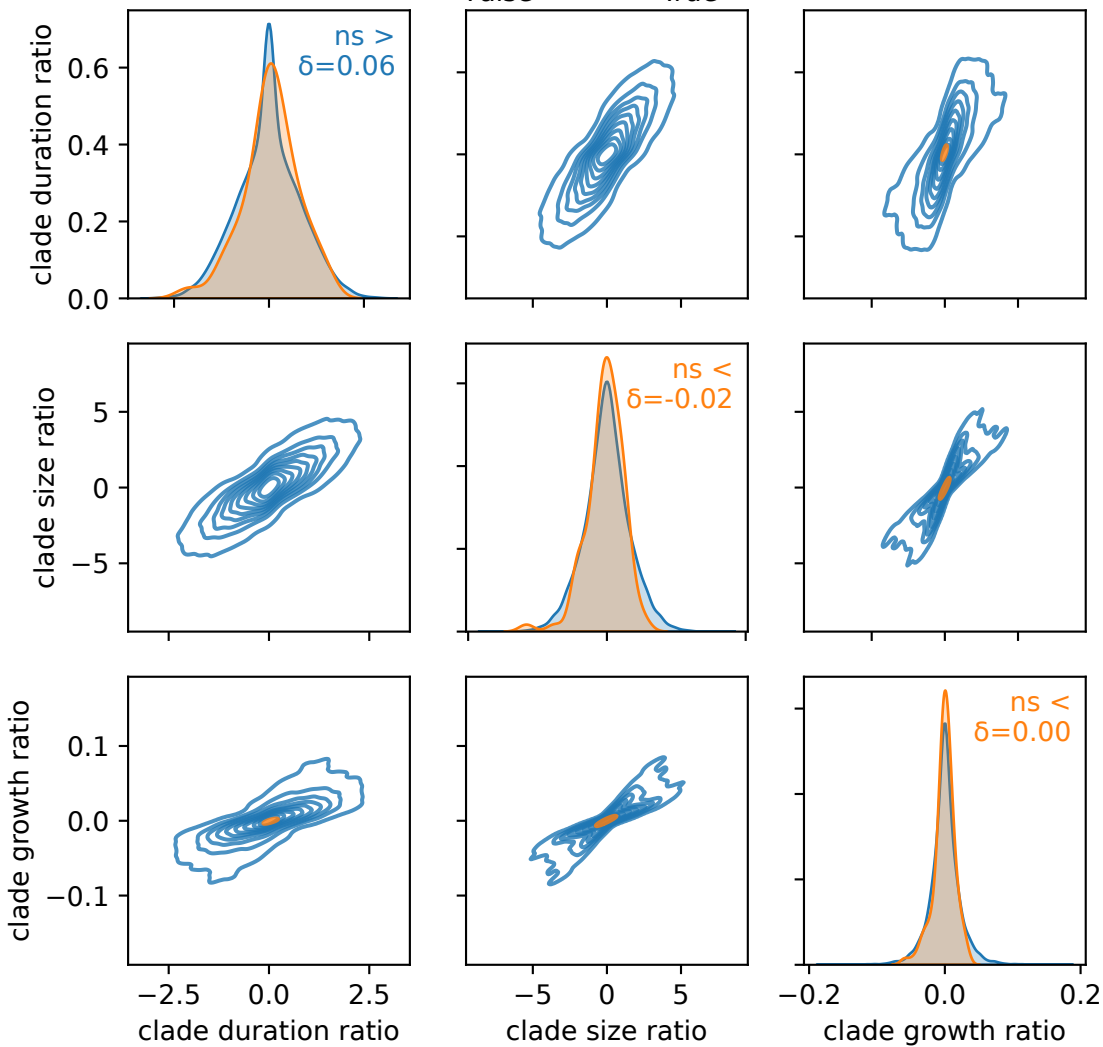 clade duration ratio
0.6
0.4
0.2
0.0
ns >
δ=0.06
clade size ratio
5
0
−5
ns <
δ=-0.02
clade growth ratio
0.1
0.0
−0.1
ns <
δ=0.00
−2.5 0.0 2.5
−5 0 5
−0.2 0.0 0.2
clade duration ratio
clade size ratio
clade growth ratio